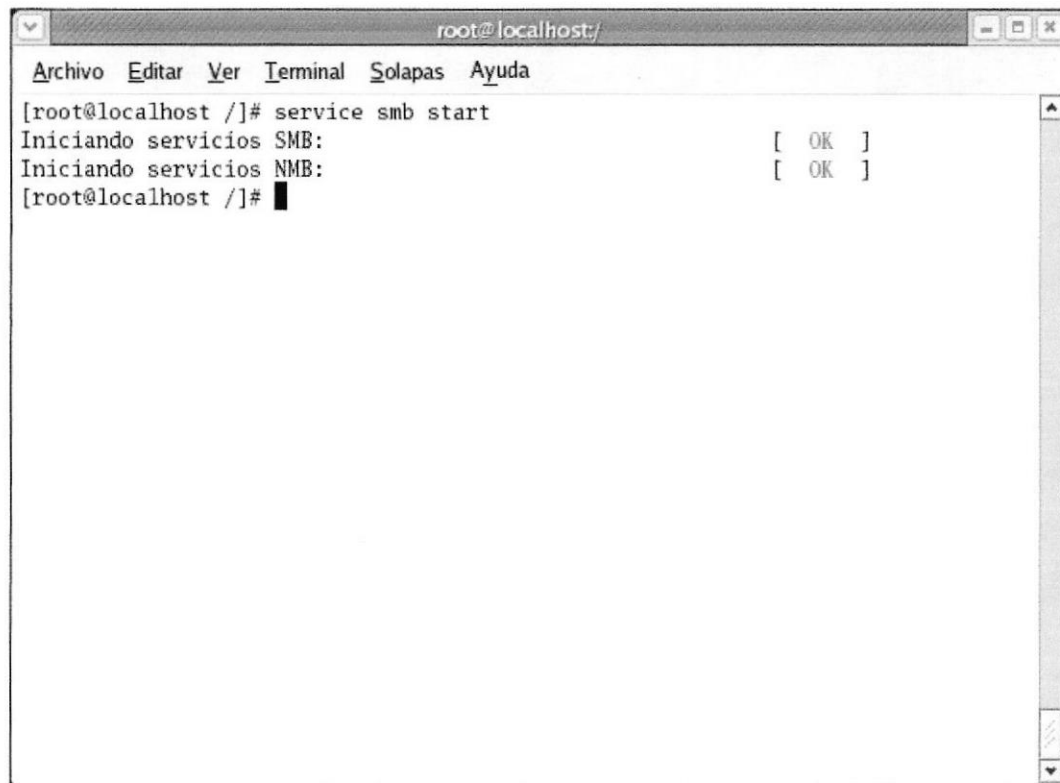 root@localhost:/
Archivo Editar Ver Terminal Solapas Ayuda
[root@localhost /]# service smb start
Iniciando servicios SMB: [ OK ]
Iniciando servicios NMB: [ OK ]
[root@localhost /]#